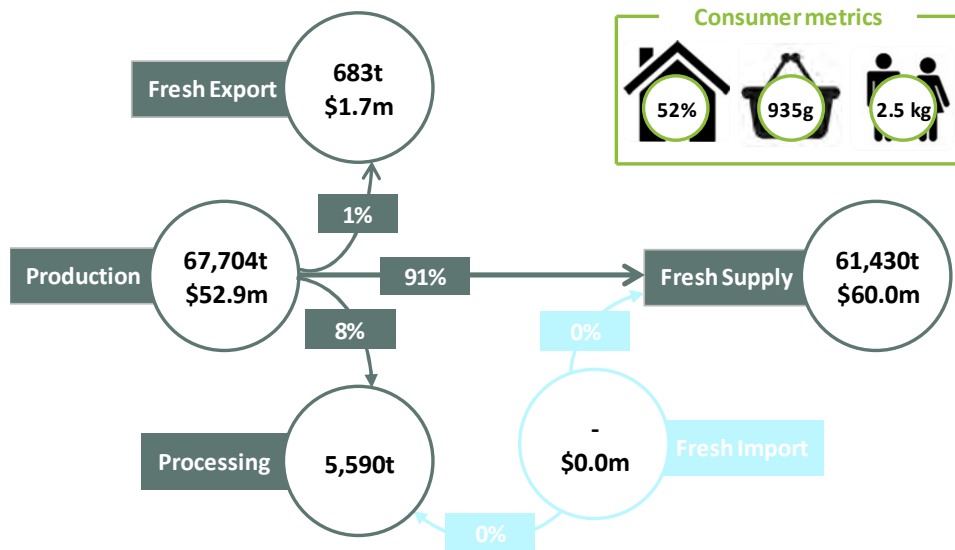 Consumer metrics
52%
935g
2.5 kg
Fresh Export
683t
$1.7m
1%
Production
67,704t
$52.9m
91%
Fresh Supply
61,430t
$60.0m
8%
0%
Processing
5,590t
-
$0.0m
Fresh Import
0%